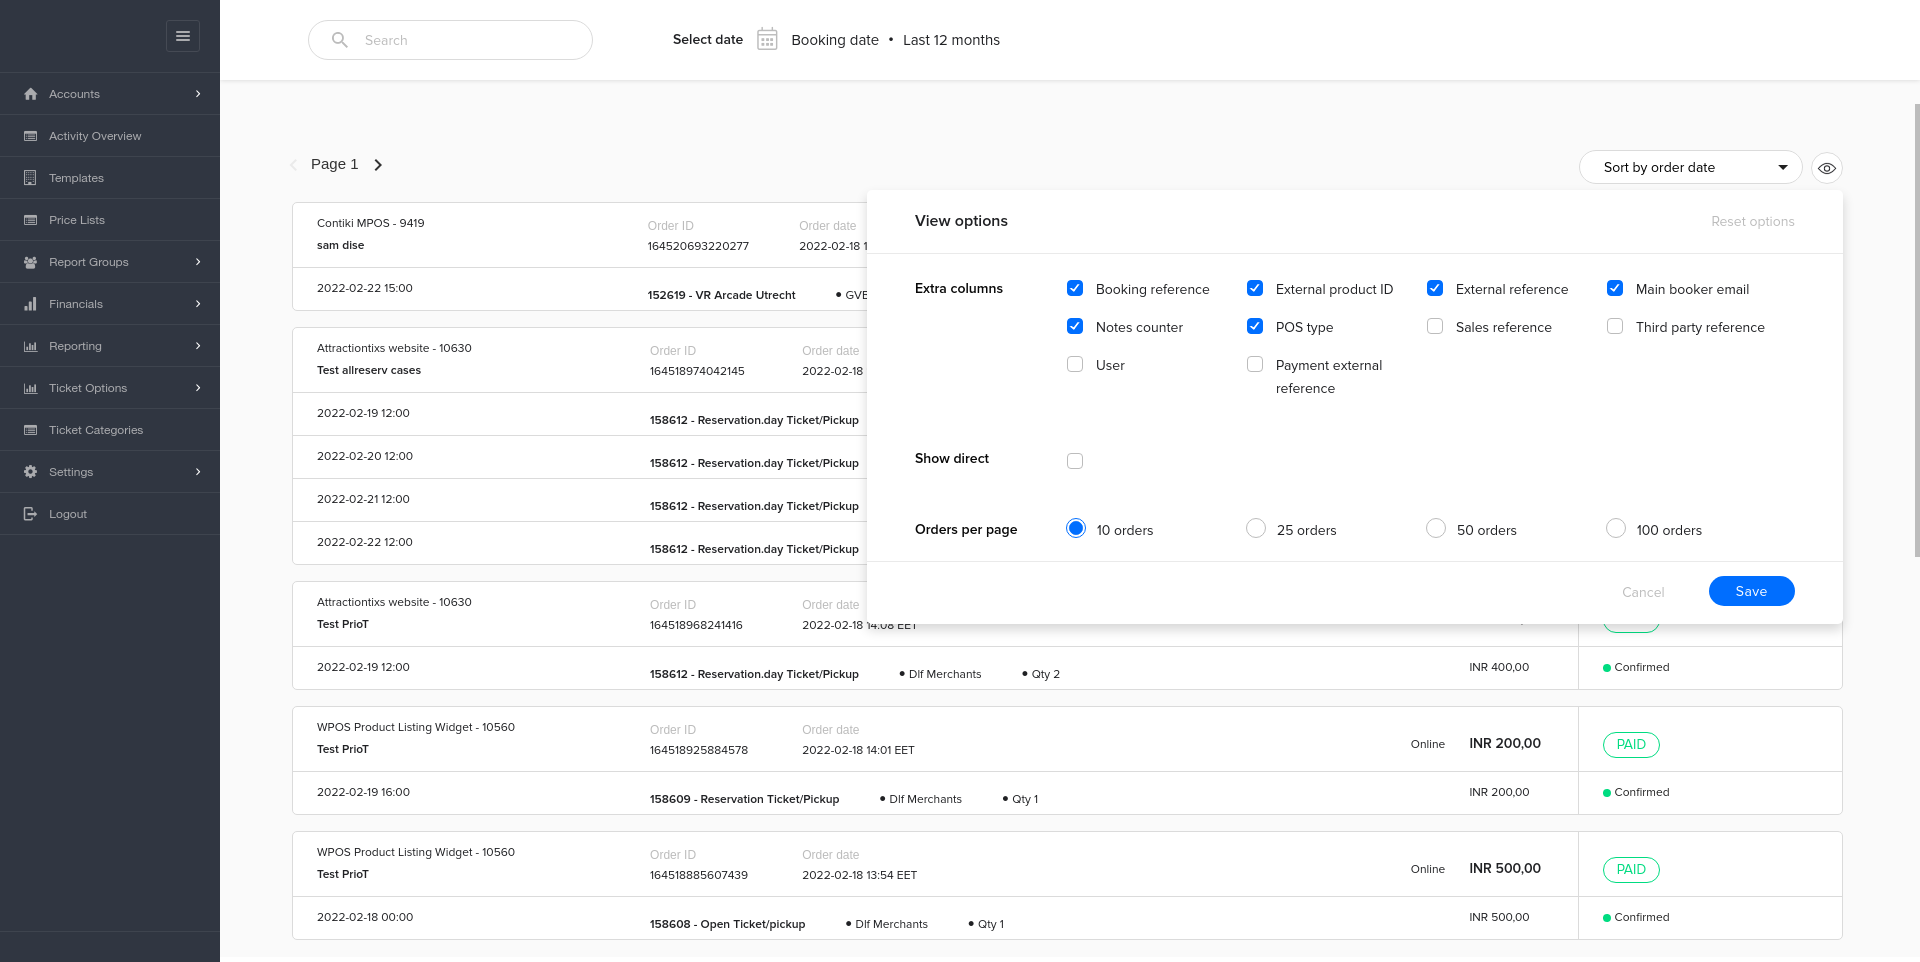 Search
Select date Booking date • Last 12 months
Accounts
Activity Overview
Templates
Price Lists
Report Groups
Financials
Reporting
Ticket Options
Ticket Categories
Settings
Logout
Page 1
Sort by order date
View options Reset options
Extra columns
Booking reference External product ID External reference Main booker email
Notes counter POS type Sales reference Third party reference
User Payment external
reference
Show direct
Orders per page 10 orders 25 orders 50 orders 100 orders
Cancel Save
Contiki MPOS - 9419 Order ID Order date
sam dise 164520693220277 2022-02-18
2022-02-22 15:00 152619 - VR Arcade Utrecht •
Attractiontixs website - 10630 Order ID Order date
Test allreserv cases 164518974042145 2022-02-18
2022-02-19 12:00 158612 - Reservation.day Ticket/Pickup
2022-02-20 12:00 158612 - Reservation.day Ticket/Pickup
2022-02-21 12:00 158612 - Reservation.day Ticket/Pickup
2022-02-22 12:00 158612 - Reservation.day Ticket/Pickup
Attractiontixs website - 10630 Order ID Order date
Test PrioT 164518968241416 2022-02-18 14:08 EET
2022-02-19 12:00 158612 - Reservation.day Ticket/Pickup • Dlf Merchants • Qty 2 INR 400,00 Confirmed
WPOS Product Listing Widget - 10560 Order ID Order date
Test PrioT 164518925884578 2022-02-18 14:01 EET Online INR 200,00 PAID
2022-02-19 16:00 158609 - Reservation Ticket/Pickup • Dlf Merchants • Qty 1 INR 200,00 Confirmed
WPOS Product Listing Widget - 10560 Order ID Order date
Test PrioT 164518885607439 2022-02-18 13:54 EET Online INR 500,00 PAID
2022-02-18 00:00 158608 - Open Ticket/pickup • Dlf Merchants • Qty 1 INR 500,00 Confirmed